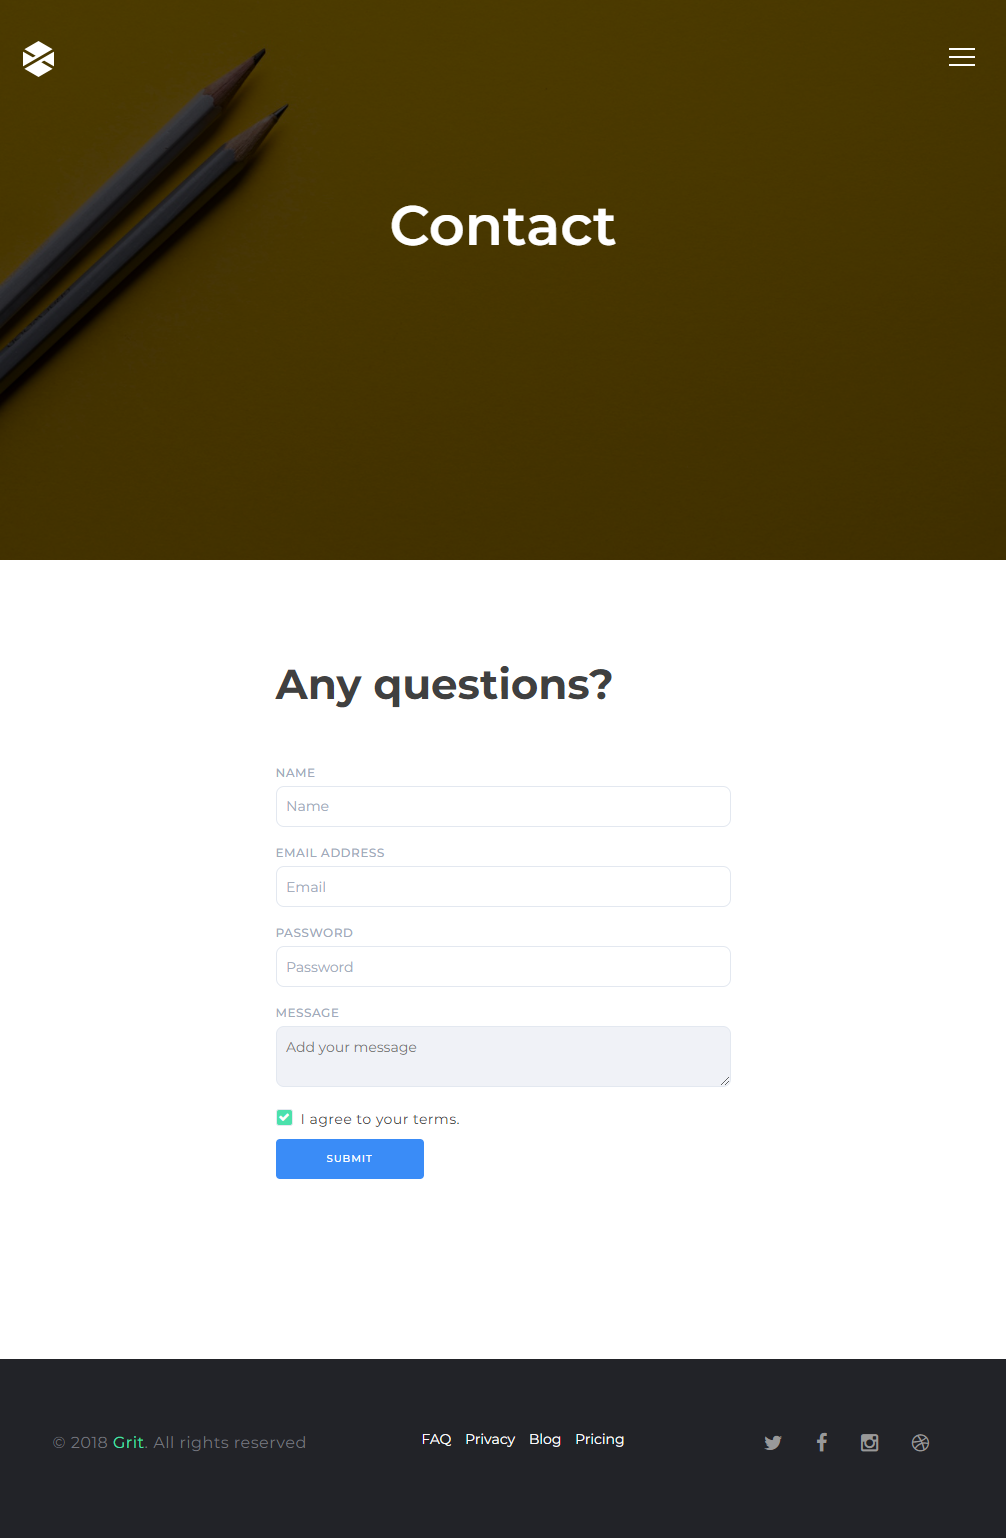 Contact
Any questions?
NAME
Name
EMAIL ADDRESS
Email
PASSWORD
Password
MESSAGE
Add your message
I agree to your terms.
SUBMIT
© 2018 Grit. All rights reserved
FAQ Privacy Blog Pricing